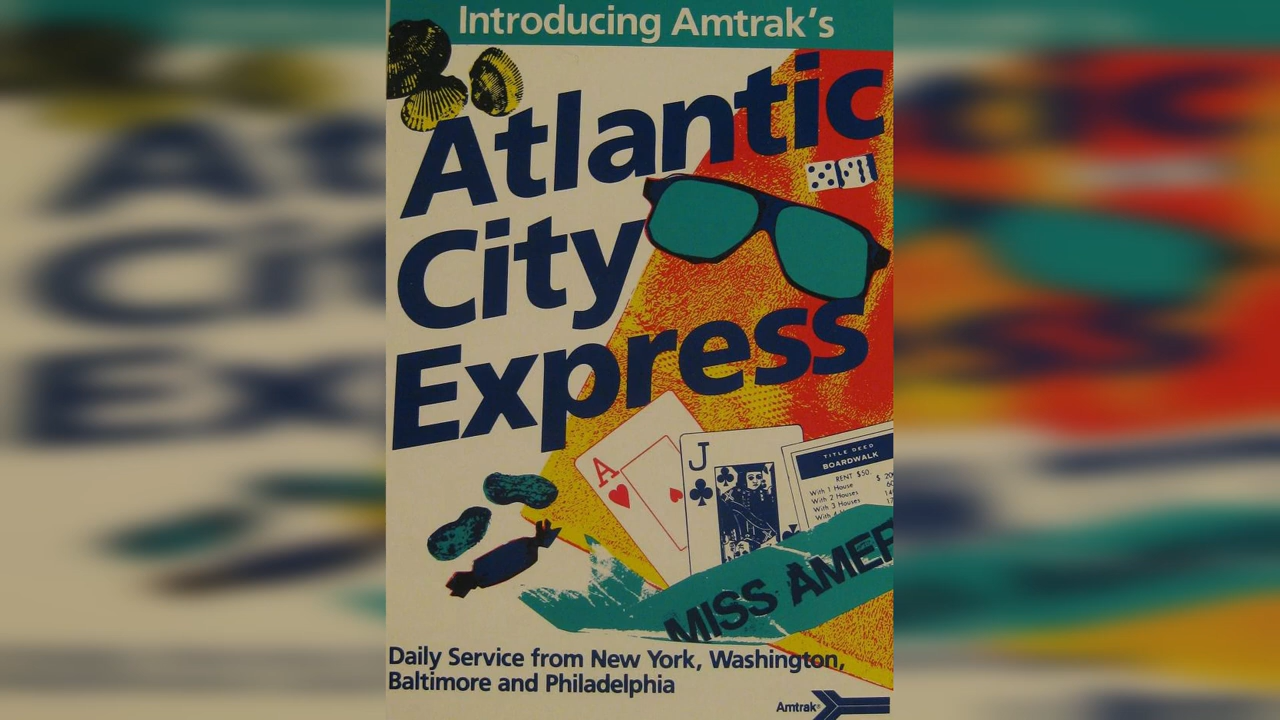 Introducing Amtrak's
Atlantic
City
Express
A
J
TITLE DEED
BOARDWALK
RENT $50.
With 1 House
With 2 Houses
With 3 Houses
MISS AMER
Daily Service from New York, Washington,
Baltimore and Philadelphia
Amtrak